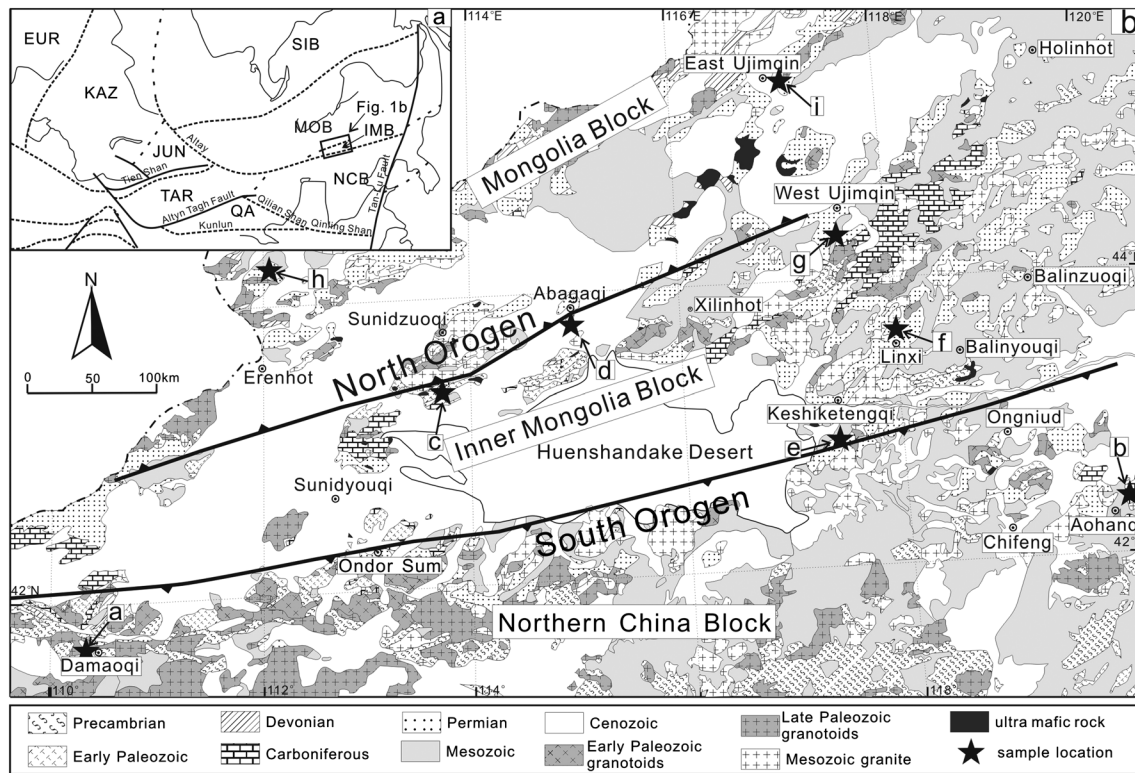 EUR
KAZ
JUN
TAR
SIB
MOB
Fig. 1b
IMB
NCB
QA
Altay
Tien Shan
Altyn Tagh Fault
Kunlun
Qilian Shan
Qinting Shan
Tan-Lu Fault
a
114°E
116°E
118°E
120°E
b
Holinhot
East Ujimqin
i
Mongolia Block
West Ujimqin
g
44°N
Balinzuoqi
h
Abagaqi
Xilinhot
Sunidzuoqi
North Orogen
d
f
Linxi
Balinyouqi
N
0 50 100km
Erenhot
c
Inner Mongolia Block
Keshiketengqi
Ongniud
Huenshandake Desert
e
b
Sunidyouqi
South Orogen
Aohanqi
Chifeng
42°N
Ondor Sum
42°N
a
Northern China Block
Damaoqi
110°
112°
114°
118°
Precambrian
Devonian
Permian
Cenozoic
Late Paleozoic
granotoids
ultra mafic rock
Early Paleozoic
Carboniferous
Mesozoic
Early Paleozoic
granotoids
Mesozoic granite
sample location